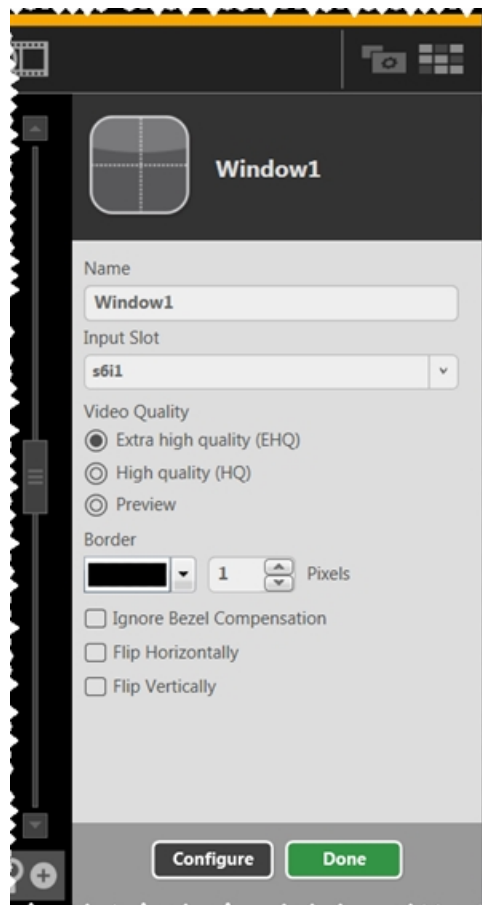 Window1
Name
Window1
Input Slot
s6i1
Video Quality
Extra high quality (EHQ)
High quality (HQ)
Preview
Border
1 Pixels
Ignore Bezel Compensation
Flip Horizontally
Flip Vertically
Configure Done